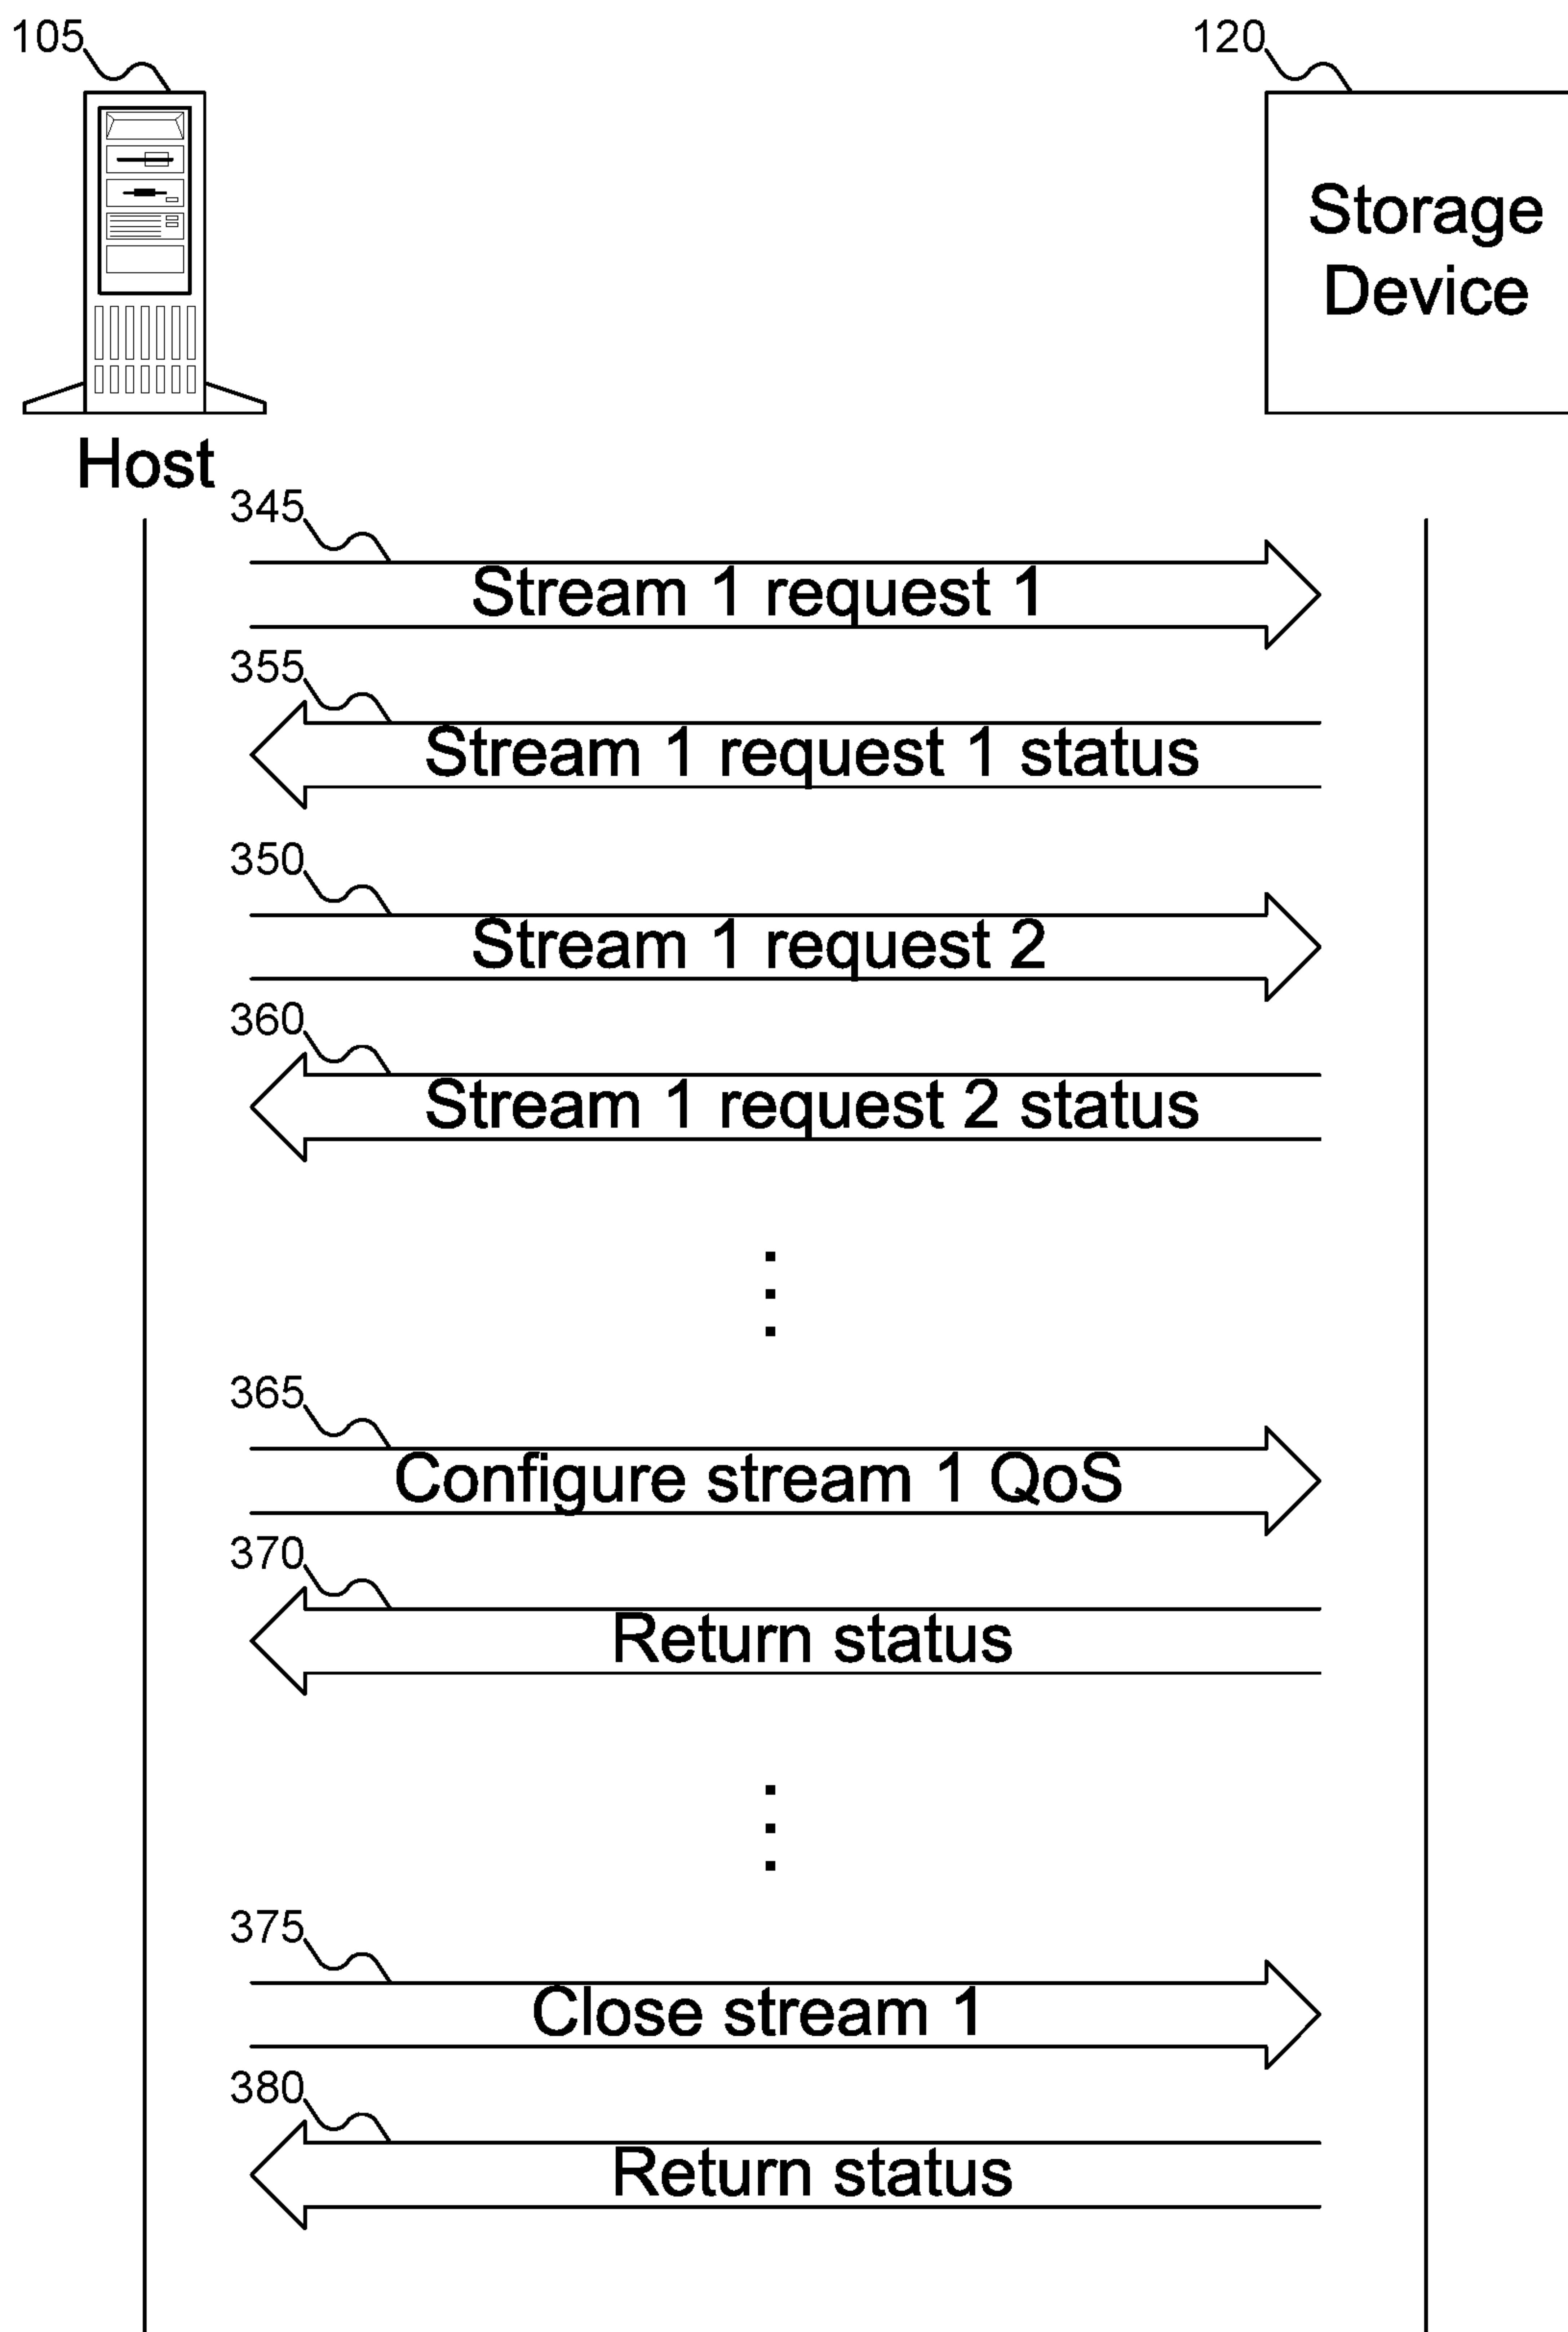 105
120
Storage
Device
Host
345
Stream 1 request 1
355
Stream 1 request 1 status
350
Stream 1 request 2
360
Stream 1 request 2 status
365
Configure stream 1 QoS
370
Return status
375
Close stream 1
380
Return status